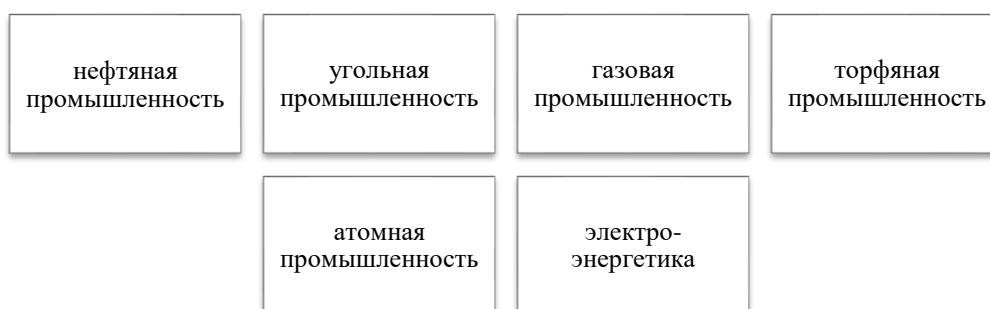 нефтяная
промышленность
угольная
промышленность
газовая
промышленность
торфяная
промышленность
атомная
промышленность
электро-
энергетика